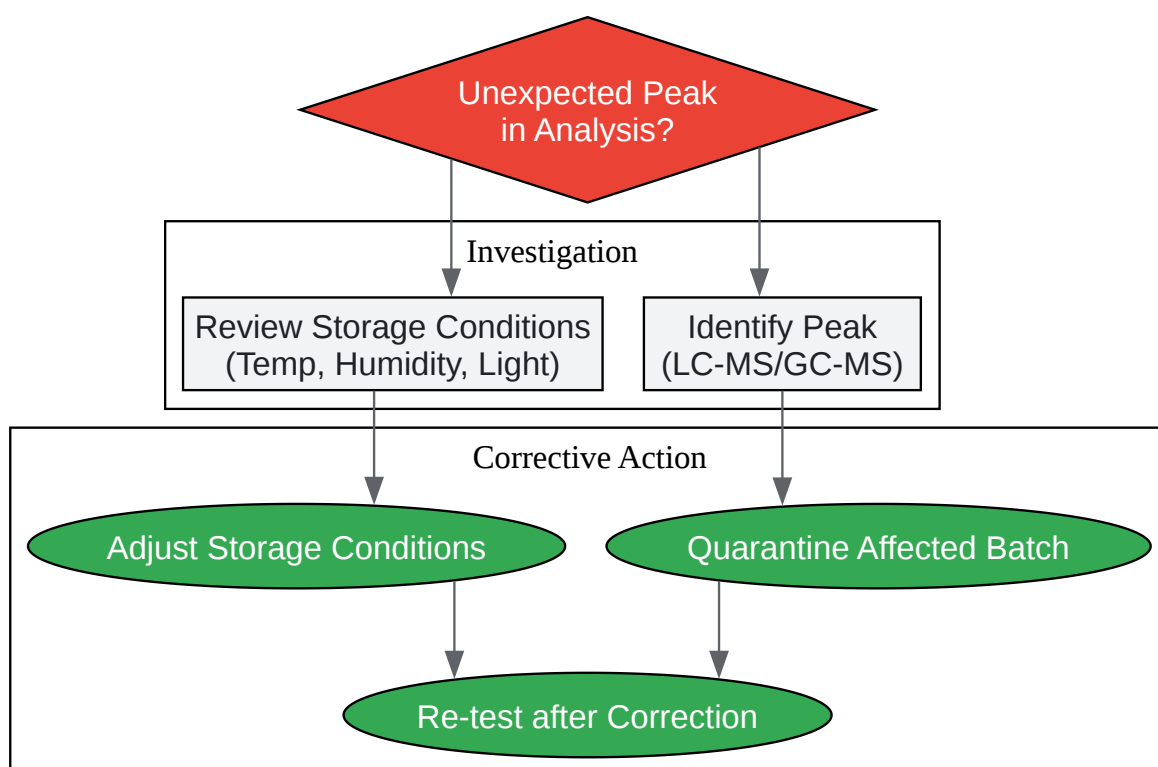 Unexpected Peak
in Analysis?
Investigation
Review Storage Conditions
(Temp, Humidity, Light)
Identify Peak
(LC-MS/GC-MS)
Corrective Action
Adjust Storage Conditions
Quarantine Affected Batch
Re-test after Correction